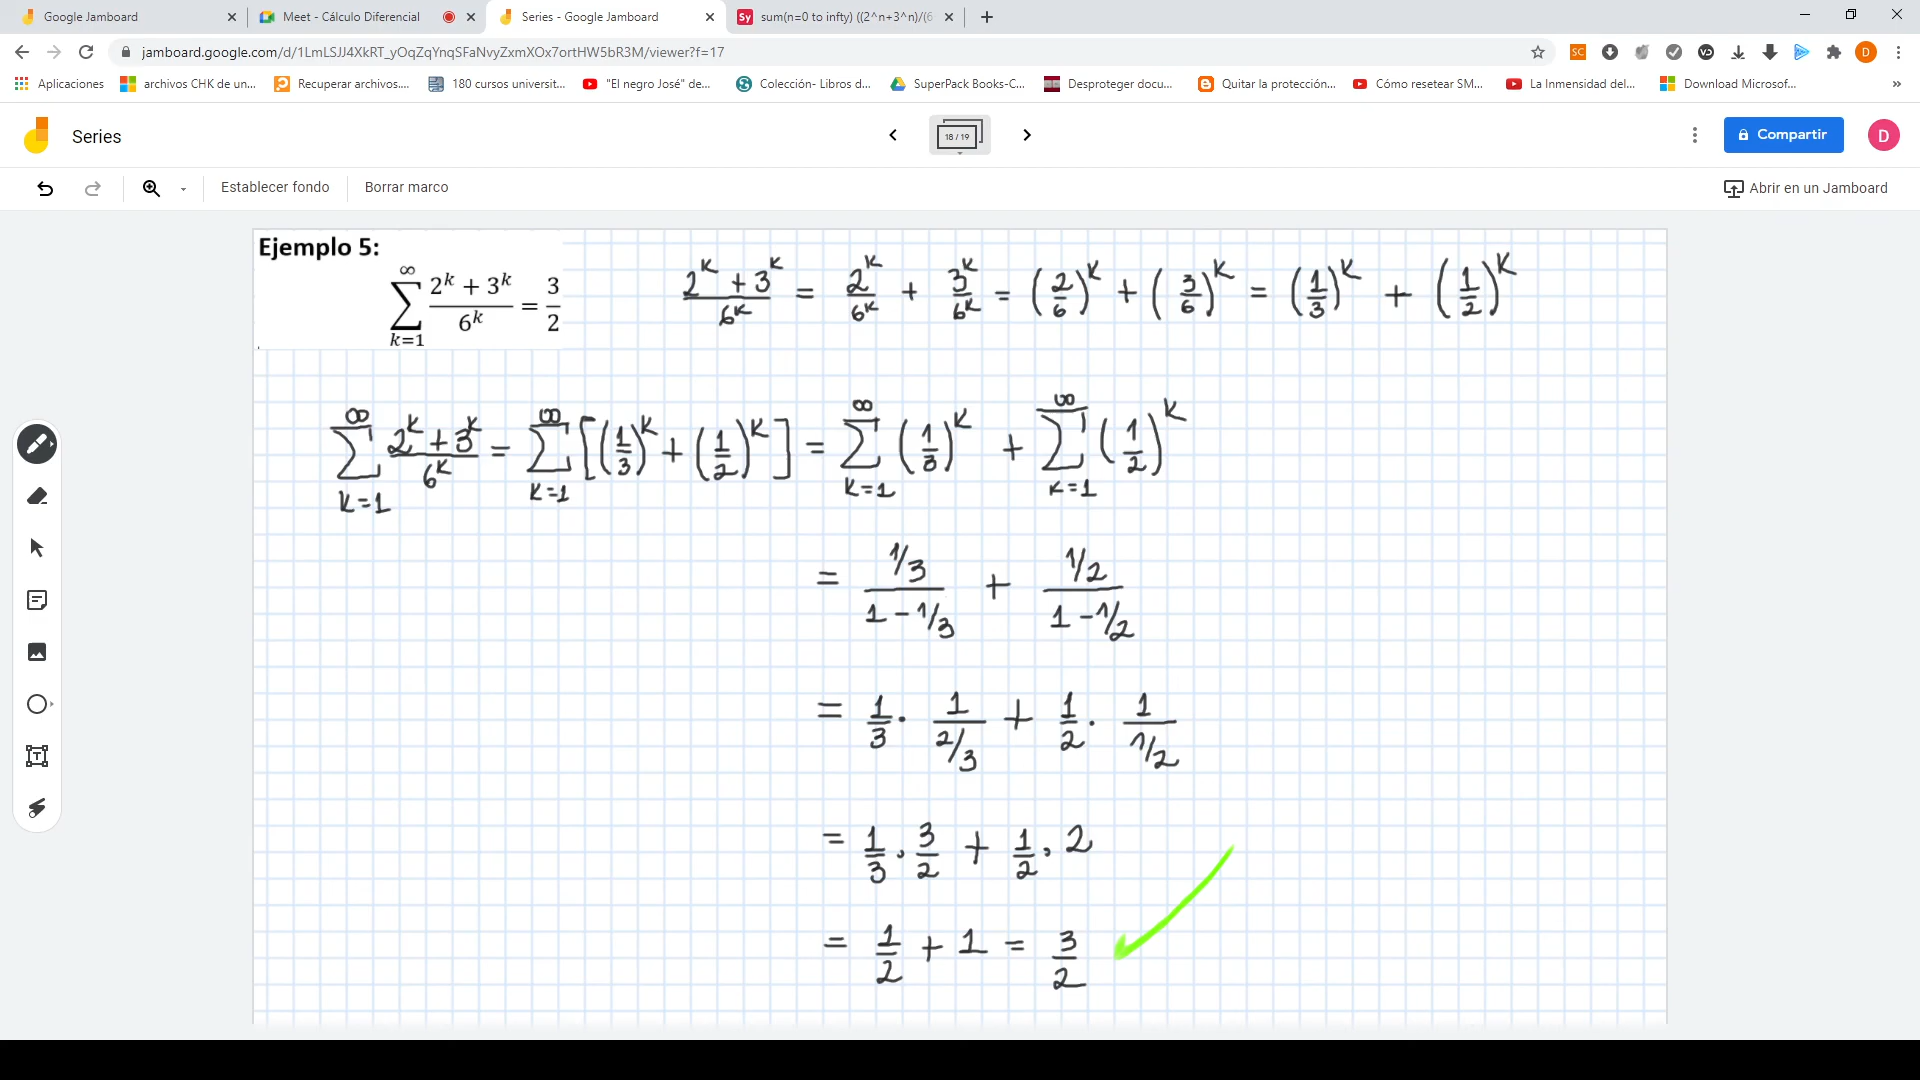 Google Jamboard
Meet - Cálculo Diferencial
Series - Google Jamboard
Sy sum(n=0 to infty) ((2^n+3^n)/(6
jamboard.google.com/d/1LmLSJJ4XkRT_yOqZqYnqSFaNvyZxmXOx7ortHW5bR3M/viewer?f=17
SC
D
Aplicaciones
archivos CHK de un...
Recuperar archivos....
180 cursos universit...
"El negro José" de...
Colección- Libros d...
SuperPack Books-C...
Desproteger docu...
Quitar la protección...
Cómo resetear SM...
La Inmensidad del...
Download Microsof...
»
Series
18 / 19
Compartir
D
Establecer fondo
Borrar marco
Abrir en un Jamboard
Ejemplo 5:
∑_{k=1}^{∞} (2^k + 3^k)/6^k = 3/2
(2^k + 3^k)/6^k = 2^k/6^k + 3^k/6^k = (2/6)^k + (3/6)^k = (1/3)^k + (1/2)^k
∑_{k=1}^{∞} (2^k + 3^k)/6^k = ∑_{k=1}^{∞} [(1/3)^k + (1/2)^k] = ∑_{k=1}^{∞} (1/3)^k + ∑_{k=1}^{∞} (1/2)^k
= (1/3)/(1 - 1/3) + (1/2)/(1 - 1/2)
= 1/3 · 1/(2/3) + 1/2 · 1/(1/2)
= 1/3 · 3/2 + 1/2 · 2
= 1/2 + 1 = 3/2